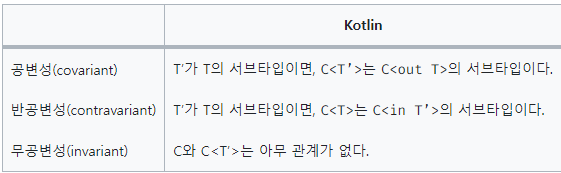 Kotlin
공변성(covariant) T’가 T의 서브타입이면, C<T’>는 C<out T>의 서브타입이다.
반공변성(contravariant) T’가 T의 서브타입이면, C<T>는 C<in T’>의 서브타입이다.
무공변성(invariant) C와 C<T’>는 아무 관계가 없다.